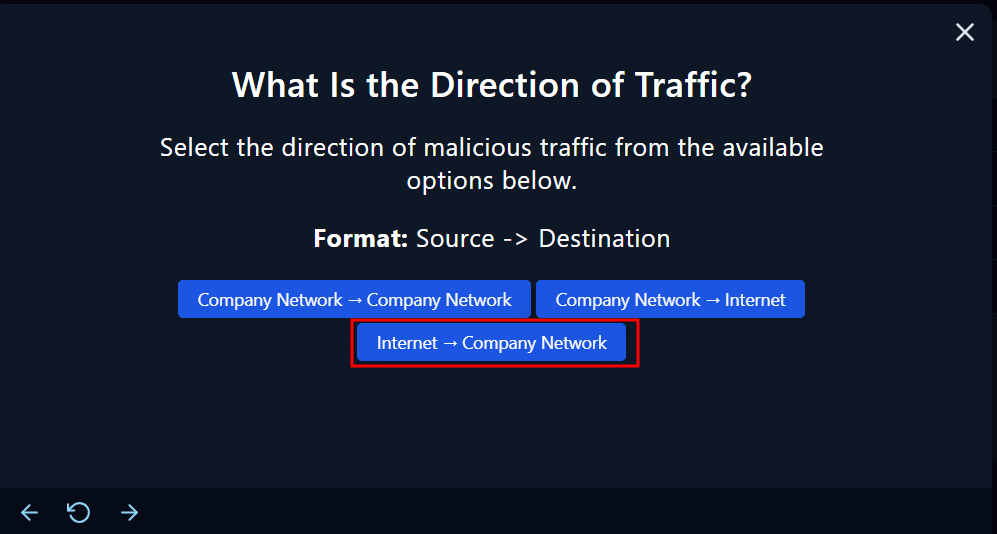 What Is the Direction of Traffic?
Select the direction of malicious traffic from the available
options below.
Format: Source -> Destination
Company Network → Company Network
Company Network → Internet
Internet → Company Network